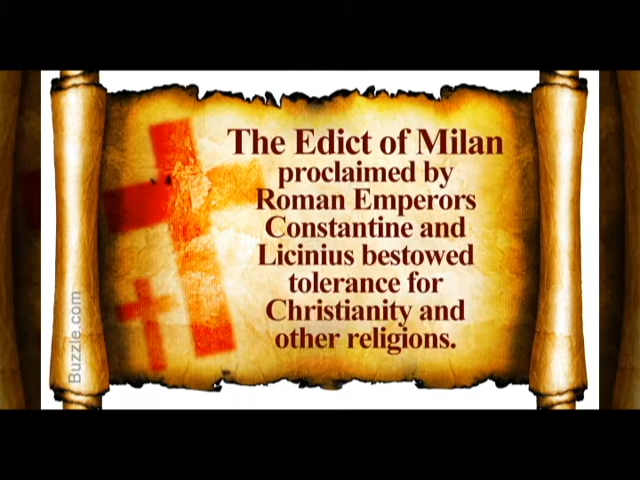 The Edict of Milan
proclaimed by
Roman Emperors
Constantine and
Licinius bestowed
tolerance for
Christianity and
other religions.
Buzzle.com